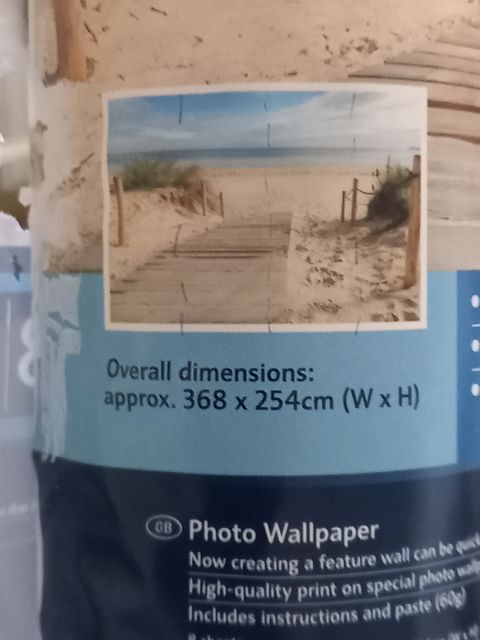 Overall dimensions:
approx. 368 x 254cm (W x H)
GB Photo Wallpaper
Now creating a feature wall can be
High-quality print on special photo
Includes instructions and paste (60g)